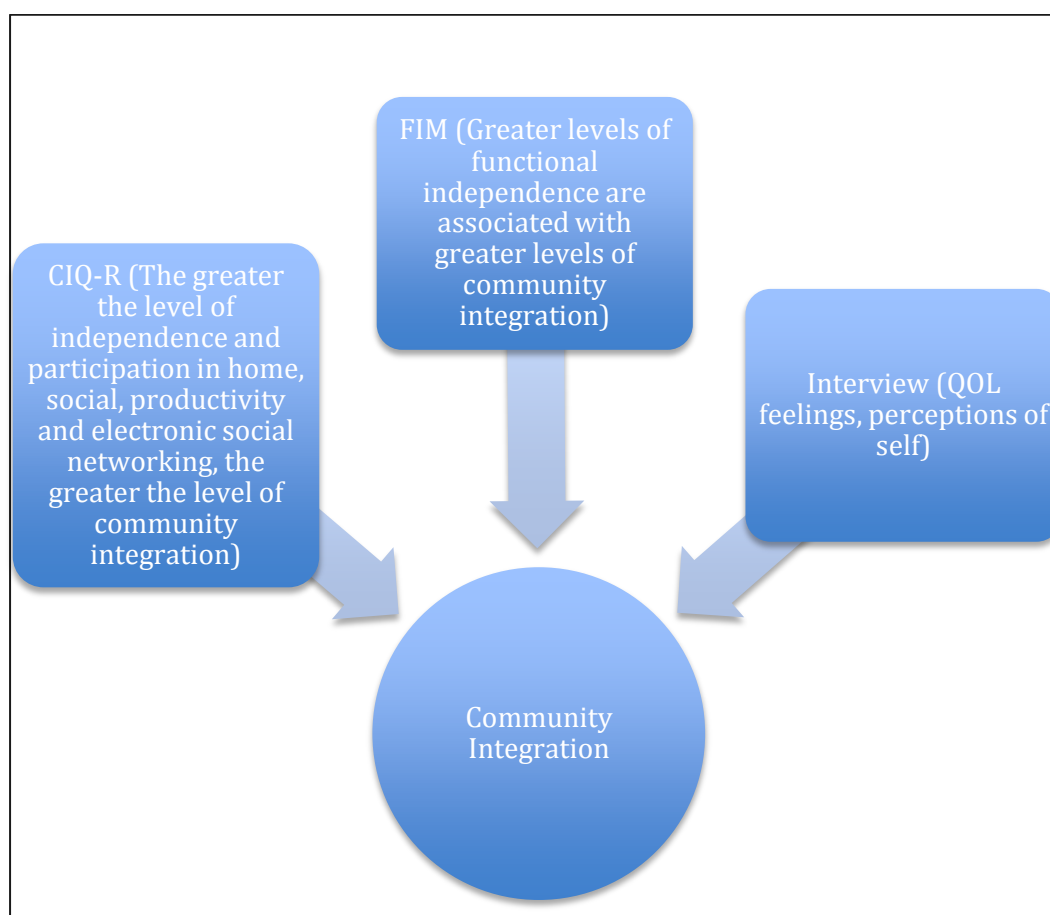 FIM (Greater levels of
functional
independence are
associated with
greater levels of
community
integration)
CIQ-R (The greater
the level of
independence and
participation in home,
social, productivity
and electronic social
networking, the
greater the level of
community
integration)
Interview (QOL
feelings, perceptions of
self)
Community
Integration